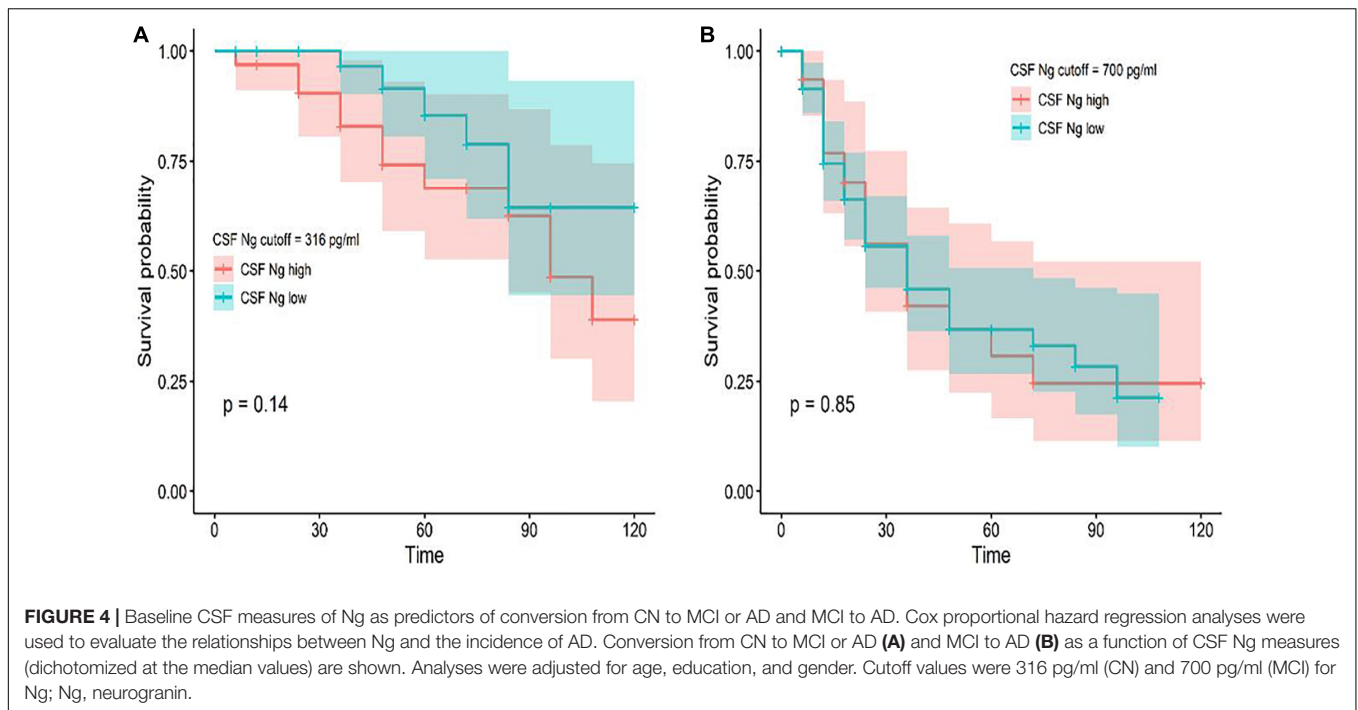 A
B
1.00
0.75
0.50
0.25
0.00
Survival probability
CSF Ng cutoff = 316 pg/ml
CSF Ng high
CSF Ng low
p = 0.14
0 30 60 90 120
Time
1.00
0.75
0.50
0.25
0.00
Survival probability
CSF Ng cutoff = 700 pg/ml
CSF Ng high
CSF Ng low
p = 0.85
0 30 60 90 120
Time
FIGURE 4 | Baseline CSF measures of Ng as predictors of conversion from CN to MCI or AD and MCI to AD. Cox proportional hazard regression analyses were
used to evaluate the relationships between Ng and the incidence of AD. Conversion from CN to MCI or AD (A) and MCI to AD (B) as a function of CSF Ng measures
(dichotomized at the median values) are shown. Analyses were adjusted for age, education, and gender. Cutoff values were 316 pg/ml (CN) and 700 pg/ml (MCI) for
Ng; Ng, neurogranin.